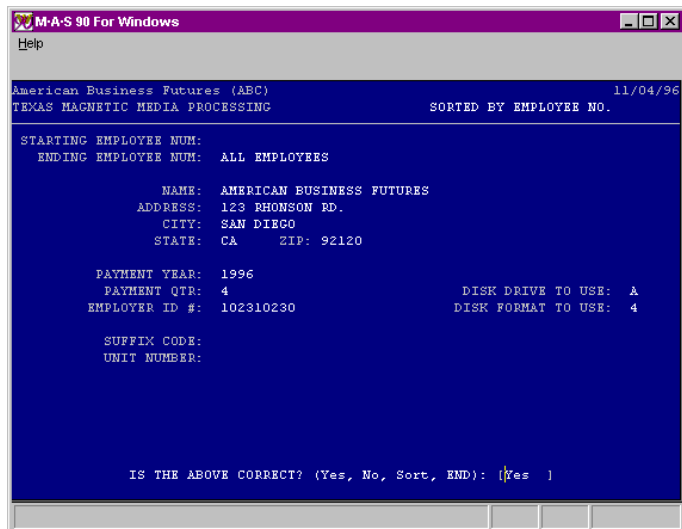 M·A·S 90 For Windows
Help
American Business Futures (ABC) 11/04/96
TEXAS MAGNETIC MEDIA PROCESSING SORTED BY EMPLOYEE NO.
STARTING EMPLOYEE NUM:
ENDING EMPLOYEE NUM: ALL EMPLOYEES
NAME: AMERICAN BUSINESS FUTURES
ADDRESS: 123 RHONSON RD.
CITY: SAN DIEGO
STATE: CA ZIP: 92120
PAYMENT YEAR: 1996
PAYMENT QTR: 4 DISK DRIVE TO USE: A
EMPLOYER ID #: 102310230 DISK FORMAT TO USE: 4
SUFFIX CODE:
UNIT NUMBER:
IS THE ABOVE CORRECT? (Yes, No, Sort, END): [Yes ]